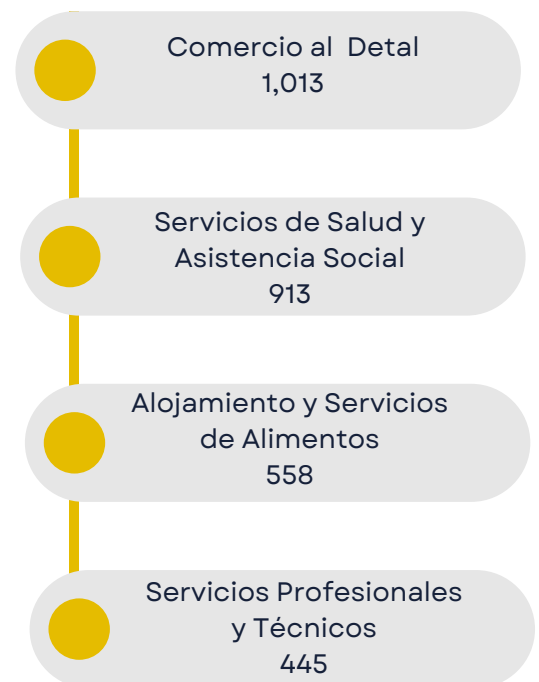 Comercio al Detal
1,013
Servicios de Salud y
Asistencia Social
913
Alojamiento y Servicios
de Alimentos
558
Servicios Profesionales
y Técnicos
445